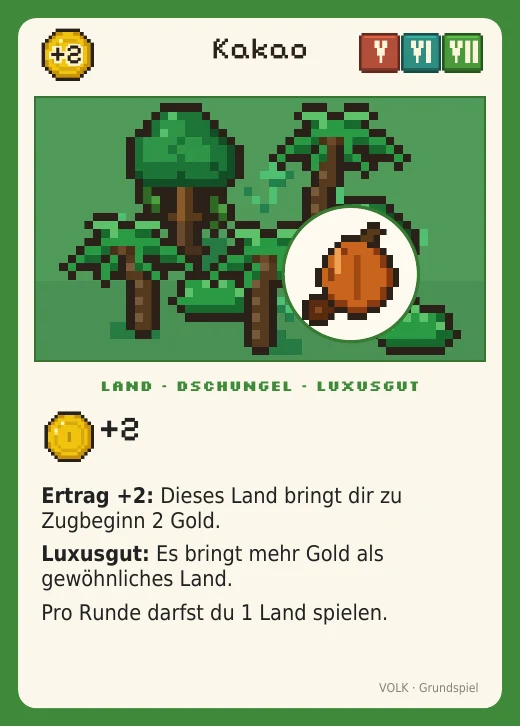 +2
Kakao
V VI VII
LAND · DSCHUNGEL · LUXUSGUT
+2
Ertrag +2: Dieses Land bringt dir zu
Zugbeginn 2 Gold.
Luxusgut: Es bringt mehr Gold als
gewöhnliches Land.
Pro Runde darfst du 1 Land spielen.
VOLK · Grundspiel